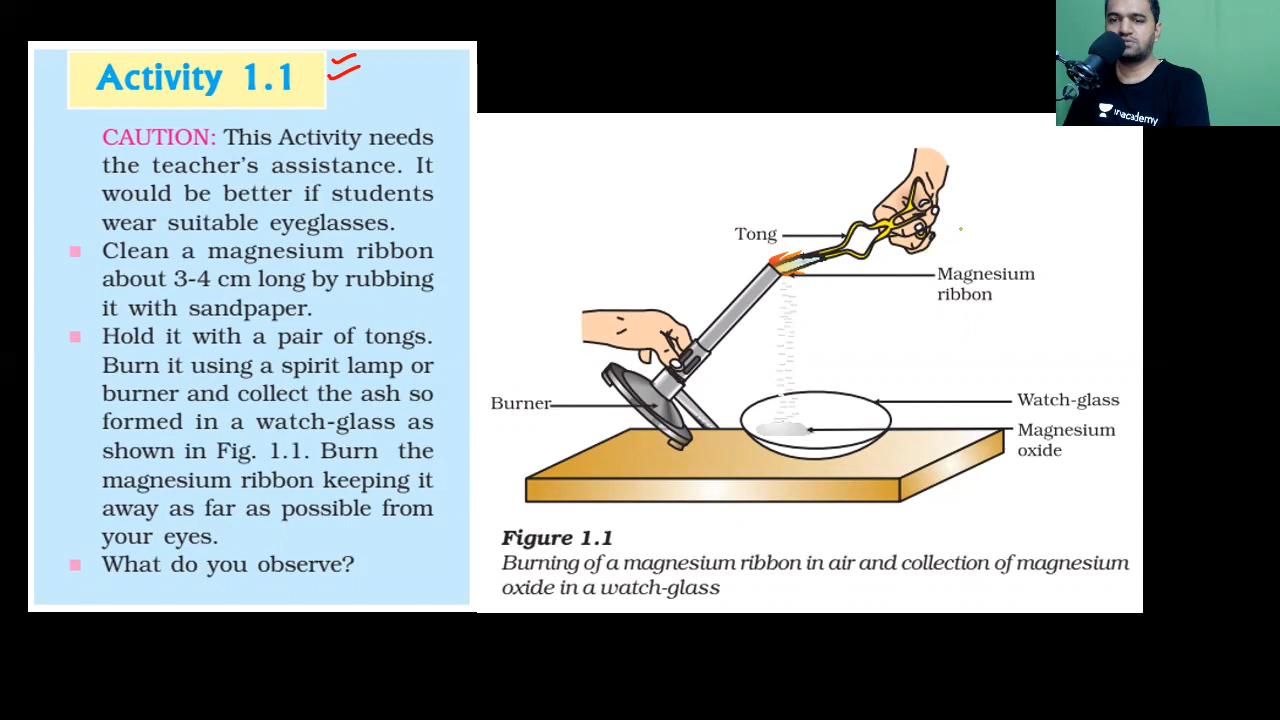 Activity 1.1
CAUTION: This Activity needs
the teacher's assistance. It
would be better if students
wear suitable eyeglasses.
Clean a magnesium ribbon
about 3-4 cm long by rubbing
it with sandpaper.
Hold it with a pair of tongs.
Burn it using a spirit lamp or
burner and collect the ash so
formed in a watch-glass as
shown in Fig. 1.1. Burn the
magnesium ribbon keeping it
away as far as possible from
your eyes.
What do you observe?
Tong
Magnesium
ribbon
Burner
Watch-glass
Magnesium
oxide
Figure 1.1
Burning of a magnesium ribbon in air and collection of magnesium
oxide in a watch-glass
unacademy